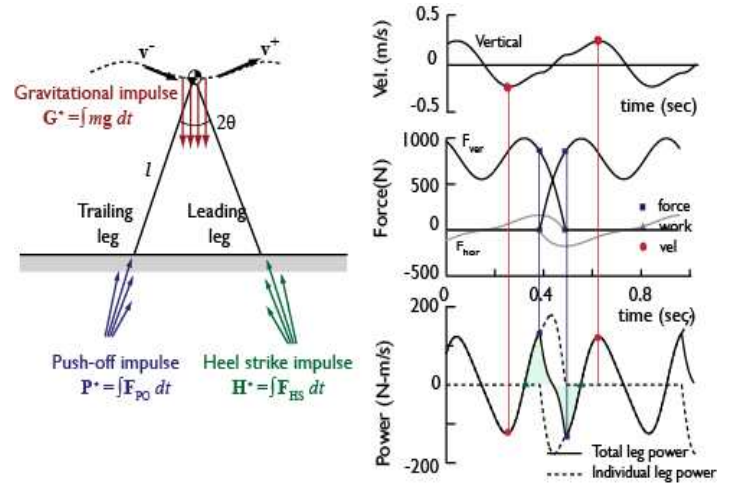 v⁻
v⁺
Gravitational impulse
G* =∫mg dt
2θ
l
Trailing
leg
Leading
leg
Push-off impulse
P* =∫F_PO dt
Heel strike impulse
H* =∫F_HS dt
0.5
0
-0.5
Vel. (m/s)
Vertical
time (sec)
1000
500
0
-500
Force(N)
F_ver
F_hor
force
work
vel
0
0.4
0.8
time (sec)
200
0
-200
Power (N-m/s)
Total leg power
Individual leg power